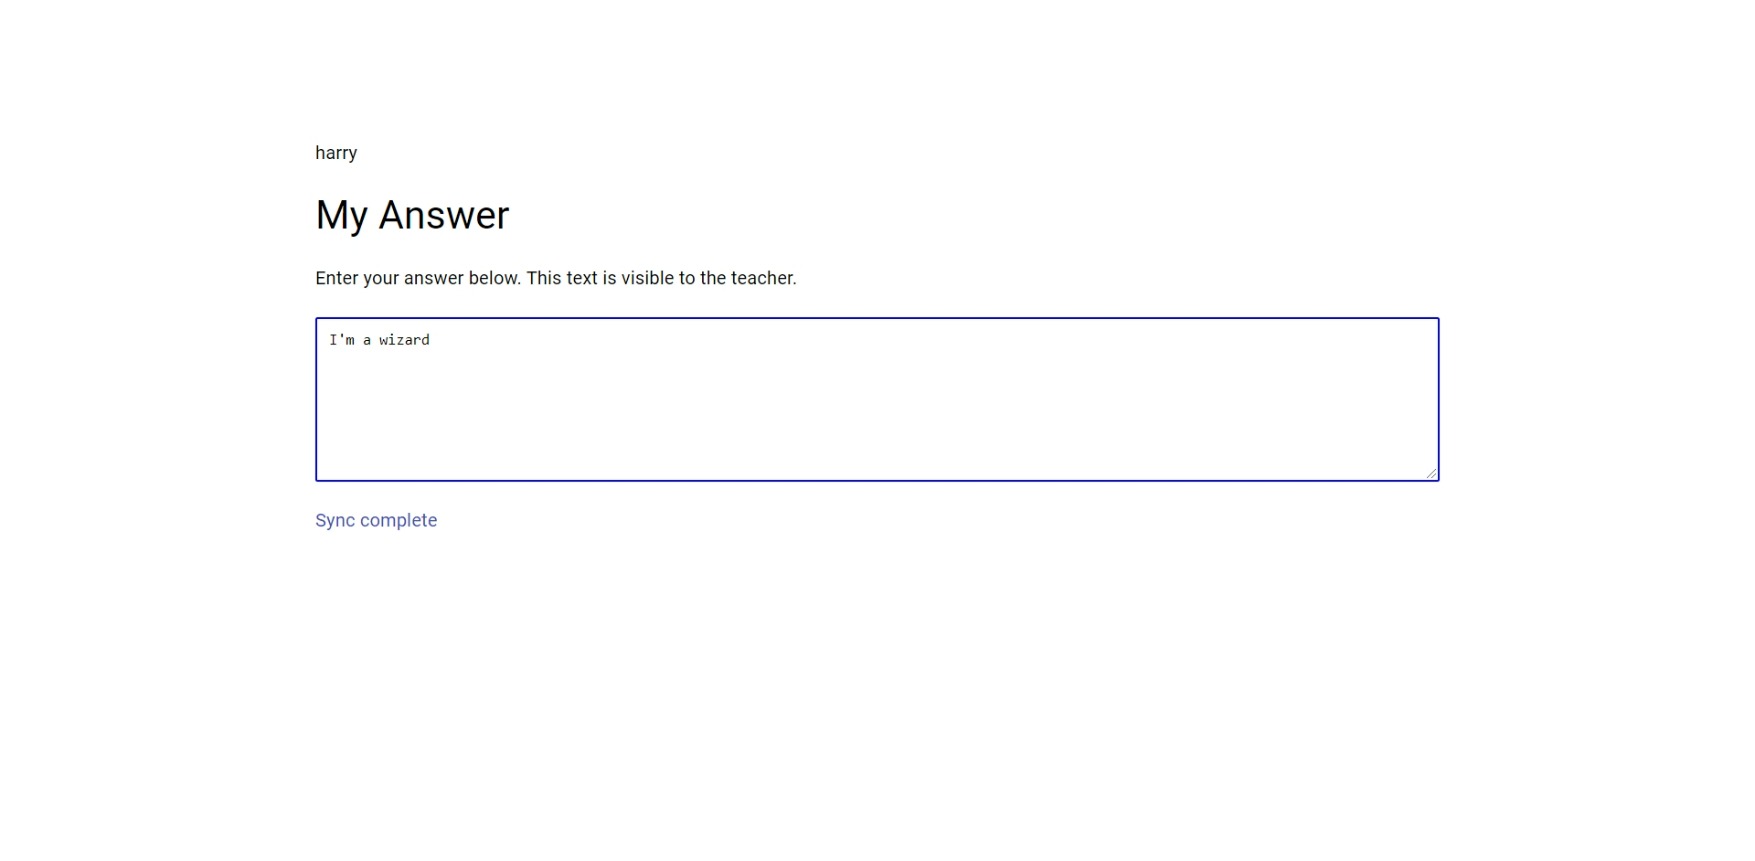 harry
My Answer
Enter your answer below. This text is visible to the teacher.
I'm a wizard
Sync complete